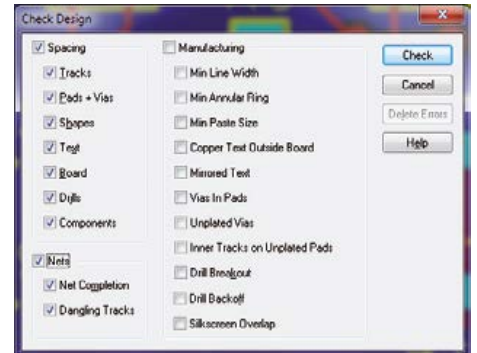 Check Design
Spacing
Tracks
Pads + Vias
Shapes
Text
Board
Drills
Components
Nets
Net Completion
Dangling Tracks
Manufacturing
Min Line Width
Min Annular Ring
Min Paste Size
Copper Text Outside Board
Mirrored Text
Vias In Pads
Unplated Vias
Inner Tracks on Unplated Pads
Drill Breakout
Drill Backoff
Silkscreen Overlap
Check
Cancel
Delete Errors
Help